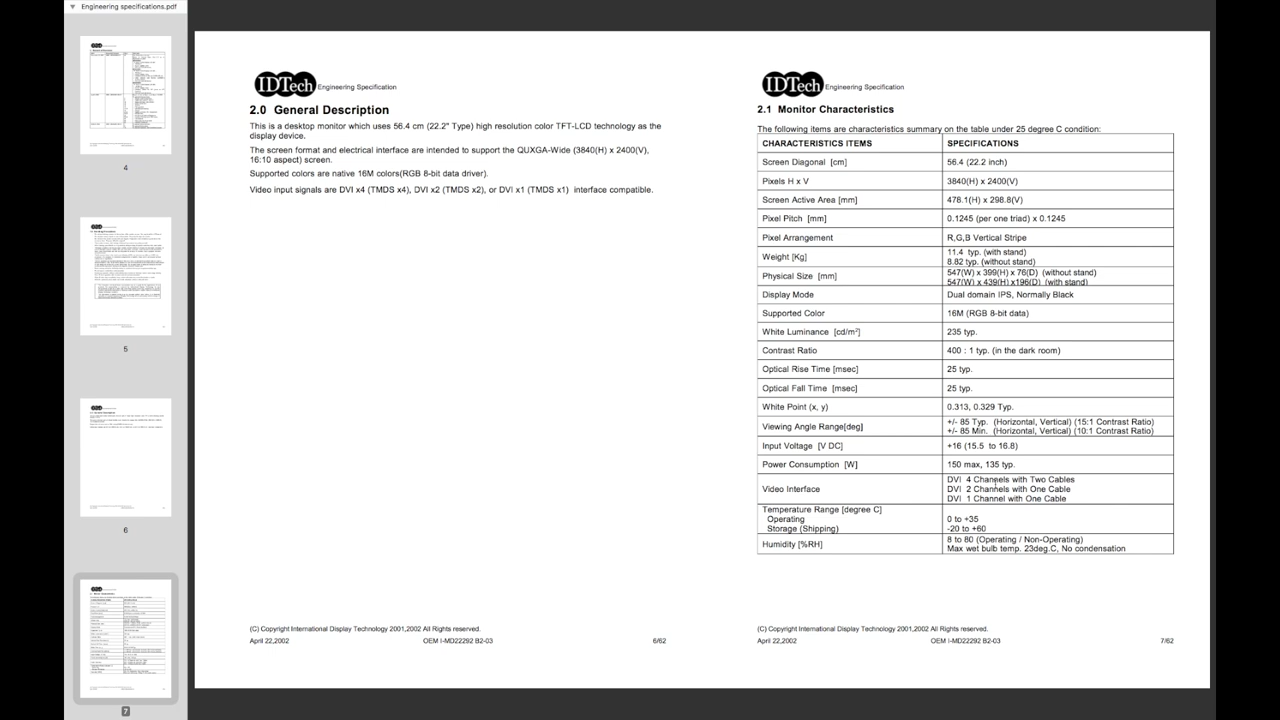 Engineering specifications.pdf
4
5
6
7
IDTech Engineering Specification
2.0 General Description
This is a desktop monitor which uses 56.4 cm (22.2" Type) high resolution color TFT-LCD technology as the
display device.
The screen format and electrical interface are intended to support the QUXGA-Wide (3840(H) x 2400(V),
16:10 aspect) screen.
Supported colors are native 16M colors(RGB 8-bit data driver).
Video input signals are DVI x4 (TMDS x4), DVI x2 (TMDS x2), or DVI x1 (TMDS x1) interface compatible.
(C) Copyright International Display Technology 2001,2002 All Rights reserved.
April 22,2002 OEM I-MD22292 B2-03 6/62
IDTech Engineering Specification
2.1 Monitor Characteristics
The following items are characteristics summary on the table under 25 degree C condition:
CHARACTERISTICS ITEMS SPECIFICATIONS
Screen Diagonal [cm] 56.4 (22.2 inch)
Pixels H x V 3840(H) x 2400(V)
Screen Active Area [mm] 478.1(H) x 298.8(V)
Pixel Pitch [mm] 0.1245 (per one triad) x 0.1245
Pixel Arrangement R,G,B Vertical Stripe
Weight [Kg] 11.4 typ. (with stand)
8.82 typ. (without stand)
Physical Size [mm] 547(W) x 399(H) x 76(D) (without stand)
547(W) x 439(H) x196(D) (with stand)
Display Mode Dual domain IPS, Normally Black
Supported Color 16M (RGB 8-bit data)
White Luminance [cd/m²] 235 typ.
Contrast Ratio 400 : 1 typ. (in the dark room)
Optical Rise Time [msec] 25 typ.
Optical Fall Time [msec] 25 typ.
White Point (x, y) 0.313, 0.329 Typ.
Viewing Angle Range[deg] +/- 85 Typ. (Horizontal, Vertical) (15:1 Contrast Ratio)
+/- 85 Min. (Horizontal, Vertical) (10:1 Contrast Ratio)
Input Voltage [V DC] +16 (15.5 to 16.8)
Power Consumption [W] 150 max, 135 typ.
Video Interface DVI 4 Channels with Two Cables
DVI 2 Channels with One Cable
DVI 1 Channel with One Cable
Temperature Range [degree C]
Operating 0 to +35
Storage (Shipping) -20 to +60
Humidity [%RH] 8 to 80 (Operating / Non-Operating)
Max wet bulb temp. 23deg.C, No condensation
(C) Copyright International Display Technology 2001,2002 All Rights reserved.
April 22,2002 OEM I-MD22292 B2-03 7/62